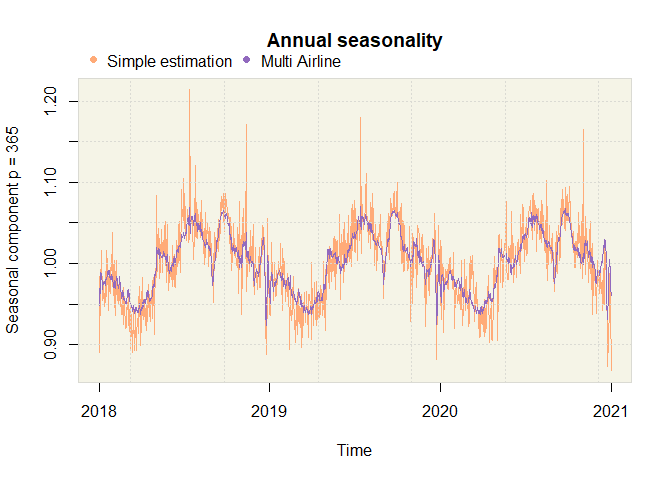 Annual seasonality
Simple estimation Multi Airline
Seasonal component p = 365
1.20
1.10
1.00
0.90
2018 2019 2020 2021
Time